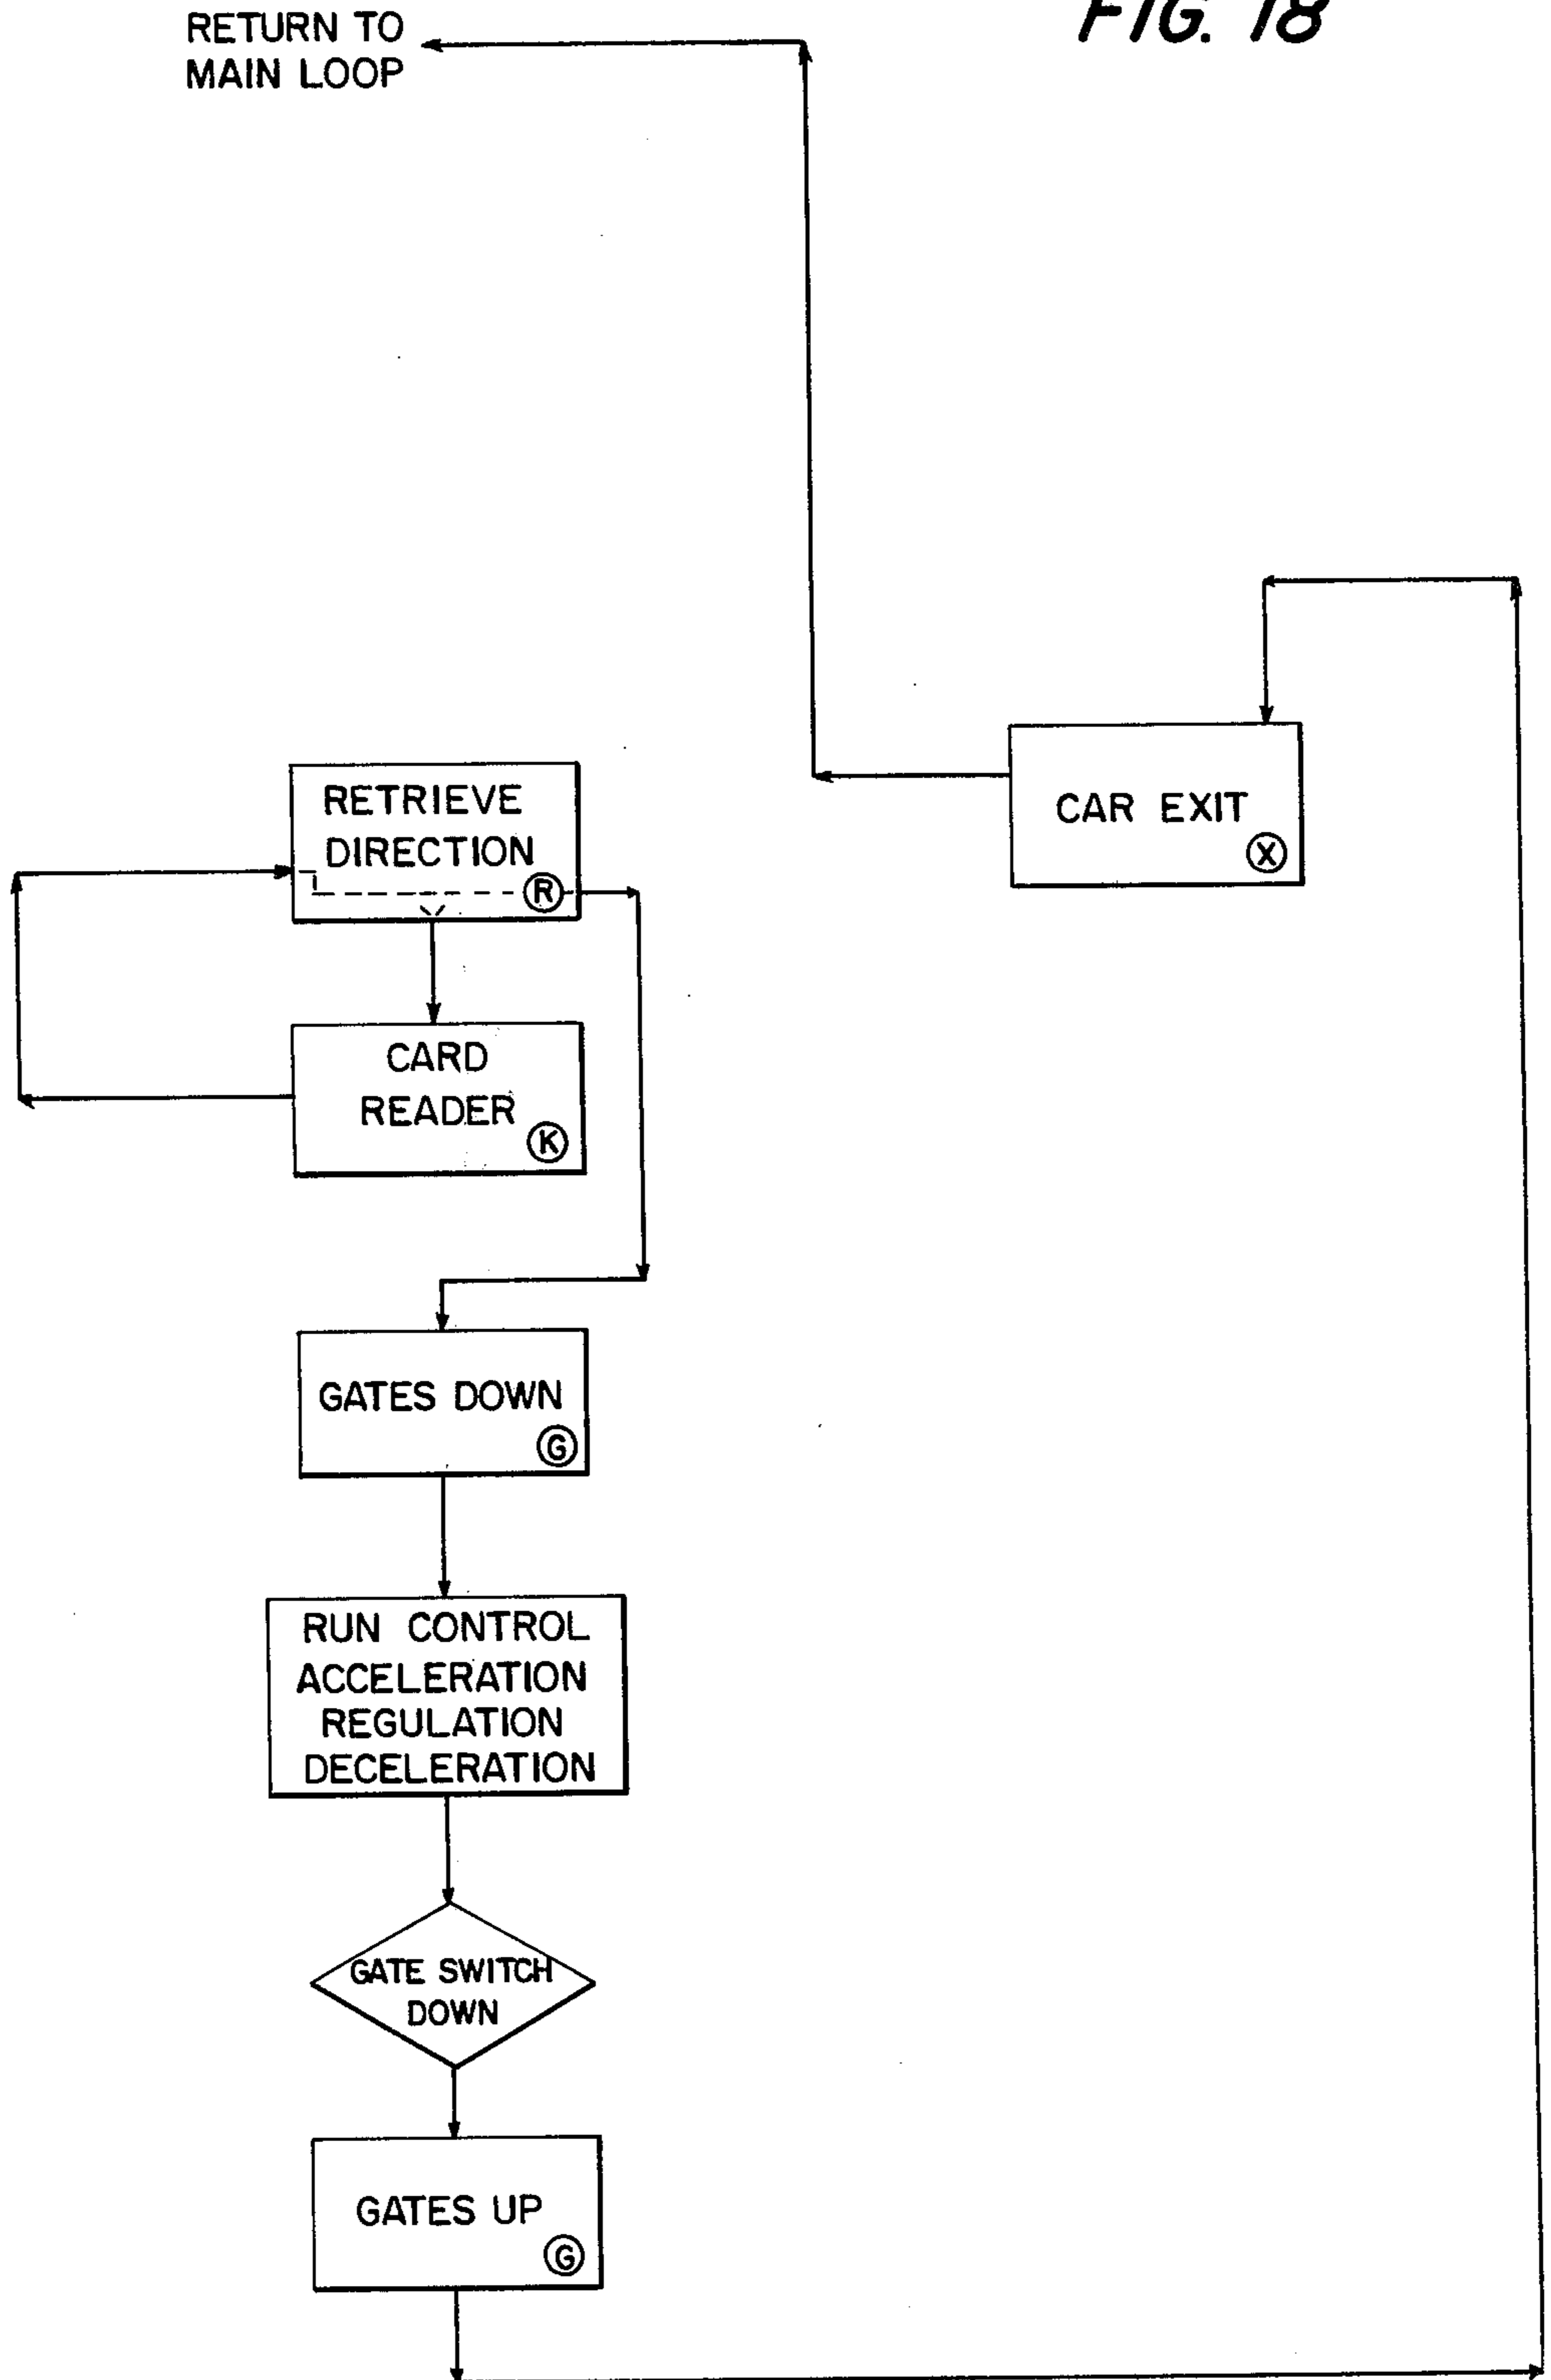 RETURN TO
MAIN LOOP
FIG. 18
RETRIEVE
DIRECTION
R
CAR EXIT
X
CARD
READER
K
GATES DOWN
G
RUN CONTROL
ACCELERATION
REGULATION
DECELERATION
GATE SWITCH
DOWN
GATES UP
G